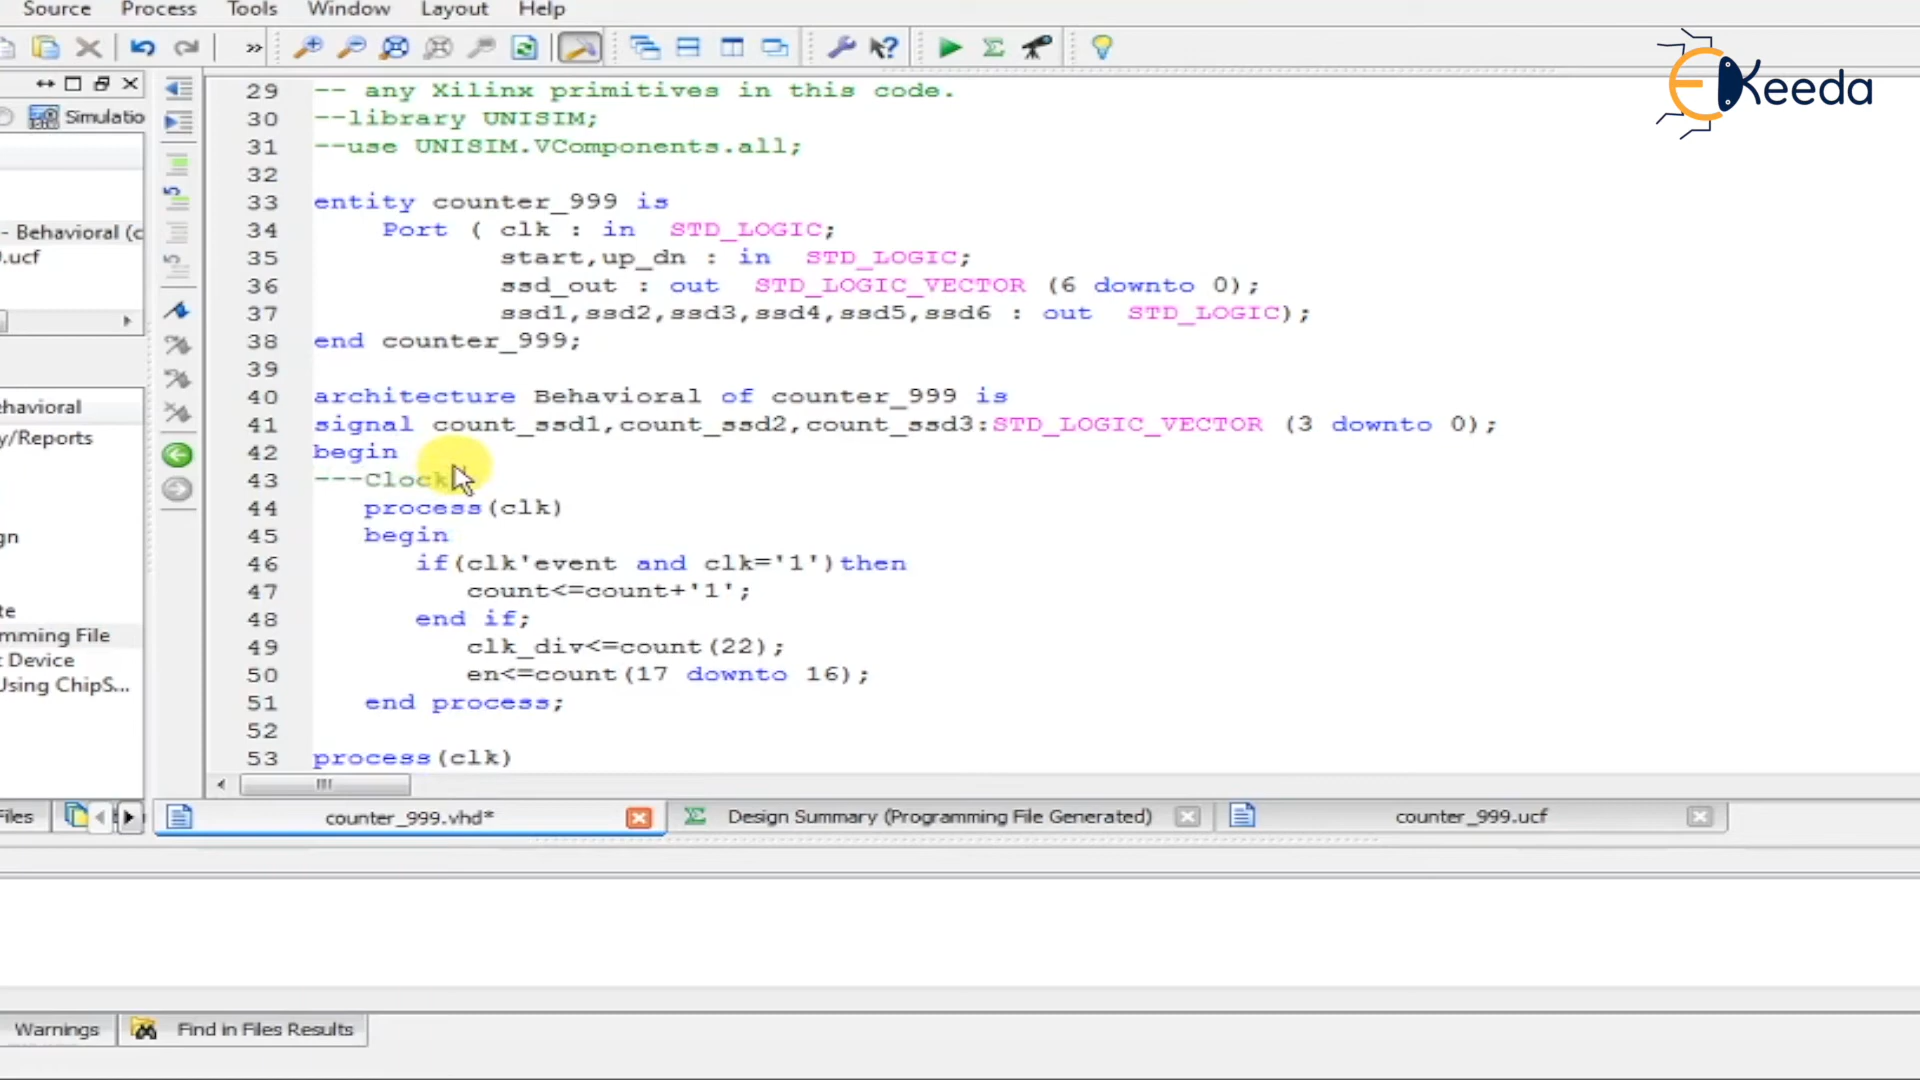 Source Process Tools Window Layout Help
»
EKeeda
Simulatio
- Behavioral (c
.ucf
havioral
y/Reports
gn
te
mming File
Device
Using ChipS...
29 -- any Xilinx primitives in this code.
30 --library UNISIM;
31 --use UNISIM.VComponents.all;
32
33 entity counter_999 is
34 Port ( clk : in STD_LOGIC;
35 start,up_dn : in STD_LOGIC;
36 ssd_out : out STD_LOGIC_VECTOR (6 downto 0);
37 ssd1,ssd2,ssd3,ssd4,ssd5,ssd6 : out STD_LOGIC);
38 end counter_999;
39
40 architecture Behavioral of counter_999 is
41 signal count_ssd1,count_ssd2,count_ssd3:STD_LOGIC_VECTOR (3 downto 0);
42 begin
43 ---Clock
44 process(clk)
45 begin
46 if(clk'event and clk='1')then
47 count<=count+'1';
48 end if;
49 clk_div<=count(22);
50 en<=count(17 downto 16);
51 end process;
52
53 process(clk)
Files
counter_999.vhd*
Design Summary (Programming File Generated)
counter_999.ucf
Warnings
Find in Files Results